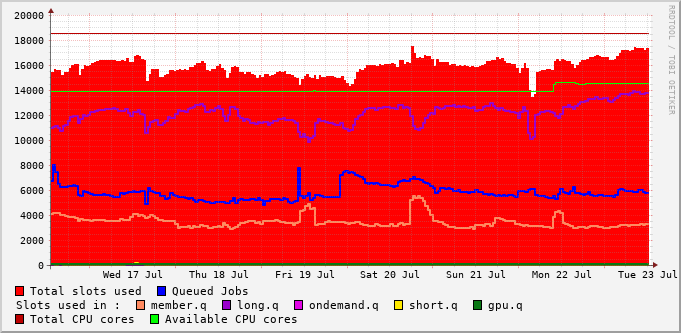 20000
18000
16000
14000
12000
10000
8000
6000
4000
2000
0
Wed 17 Jul Thu 18 Jul Fri 19 Jul Sat 20 Jul Sun 21 Jul Mon 22 Jul Tue 23 Jul
Total slots used Queued Jobs
Slots used in : member.q long.q ondemand.q short.q gpu.q
Total CPU cores Available CPU cores
RRDTOOL / TOBI OETIKER